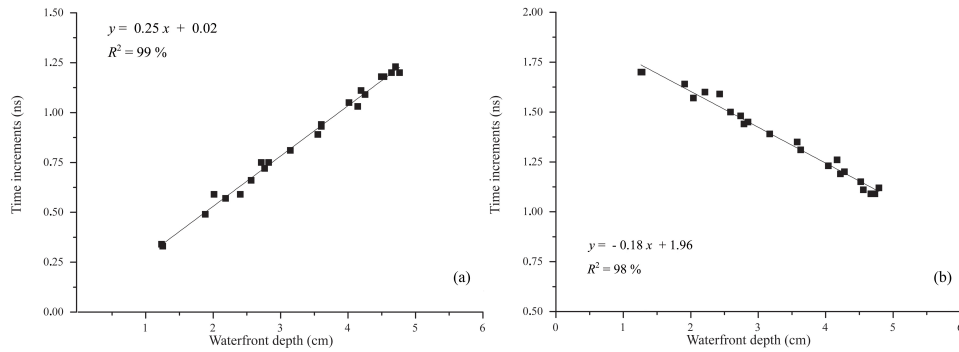 1.50
1.25
1.00
0.75
0.50
0.25
0.00
Time increments (ns)
y = 0.25 x + 0.02
R² = 99 %
(a)
1 2 3 4 5 6
Waterfront depth (cm)
2.00
1.75
1.50
1.25
1.00
0.75
0.50
Time increments (ns)
y = - 0.18 x + 1.96
R² = 98 %
(b)
0 1 2 3 4 5 6
Waterfront depth (cm)